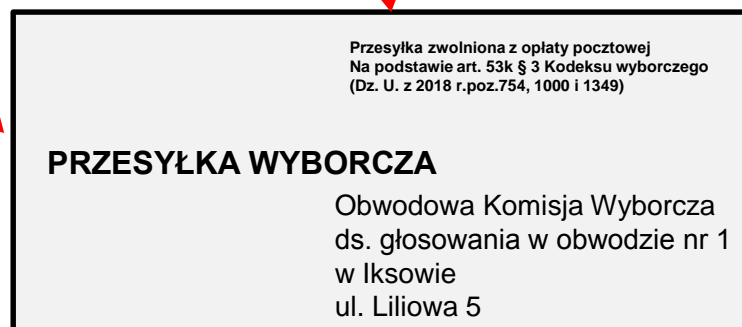 Przesyłka zwolniona z opłaty pocztowej
Na podstawie art. 53k § 3 Kodeksu wyborczego
(Dz. U. z 2018 r.poz.754, 1000 i 1349)
PRZESYŁKA WYBORCZA
Obwodowa Komisja Wyborcza
ds. głosowania w obwodzie nr 1
w Iksowie
ul. Liliowa 5